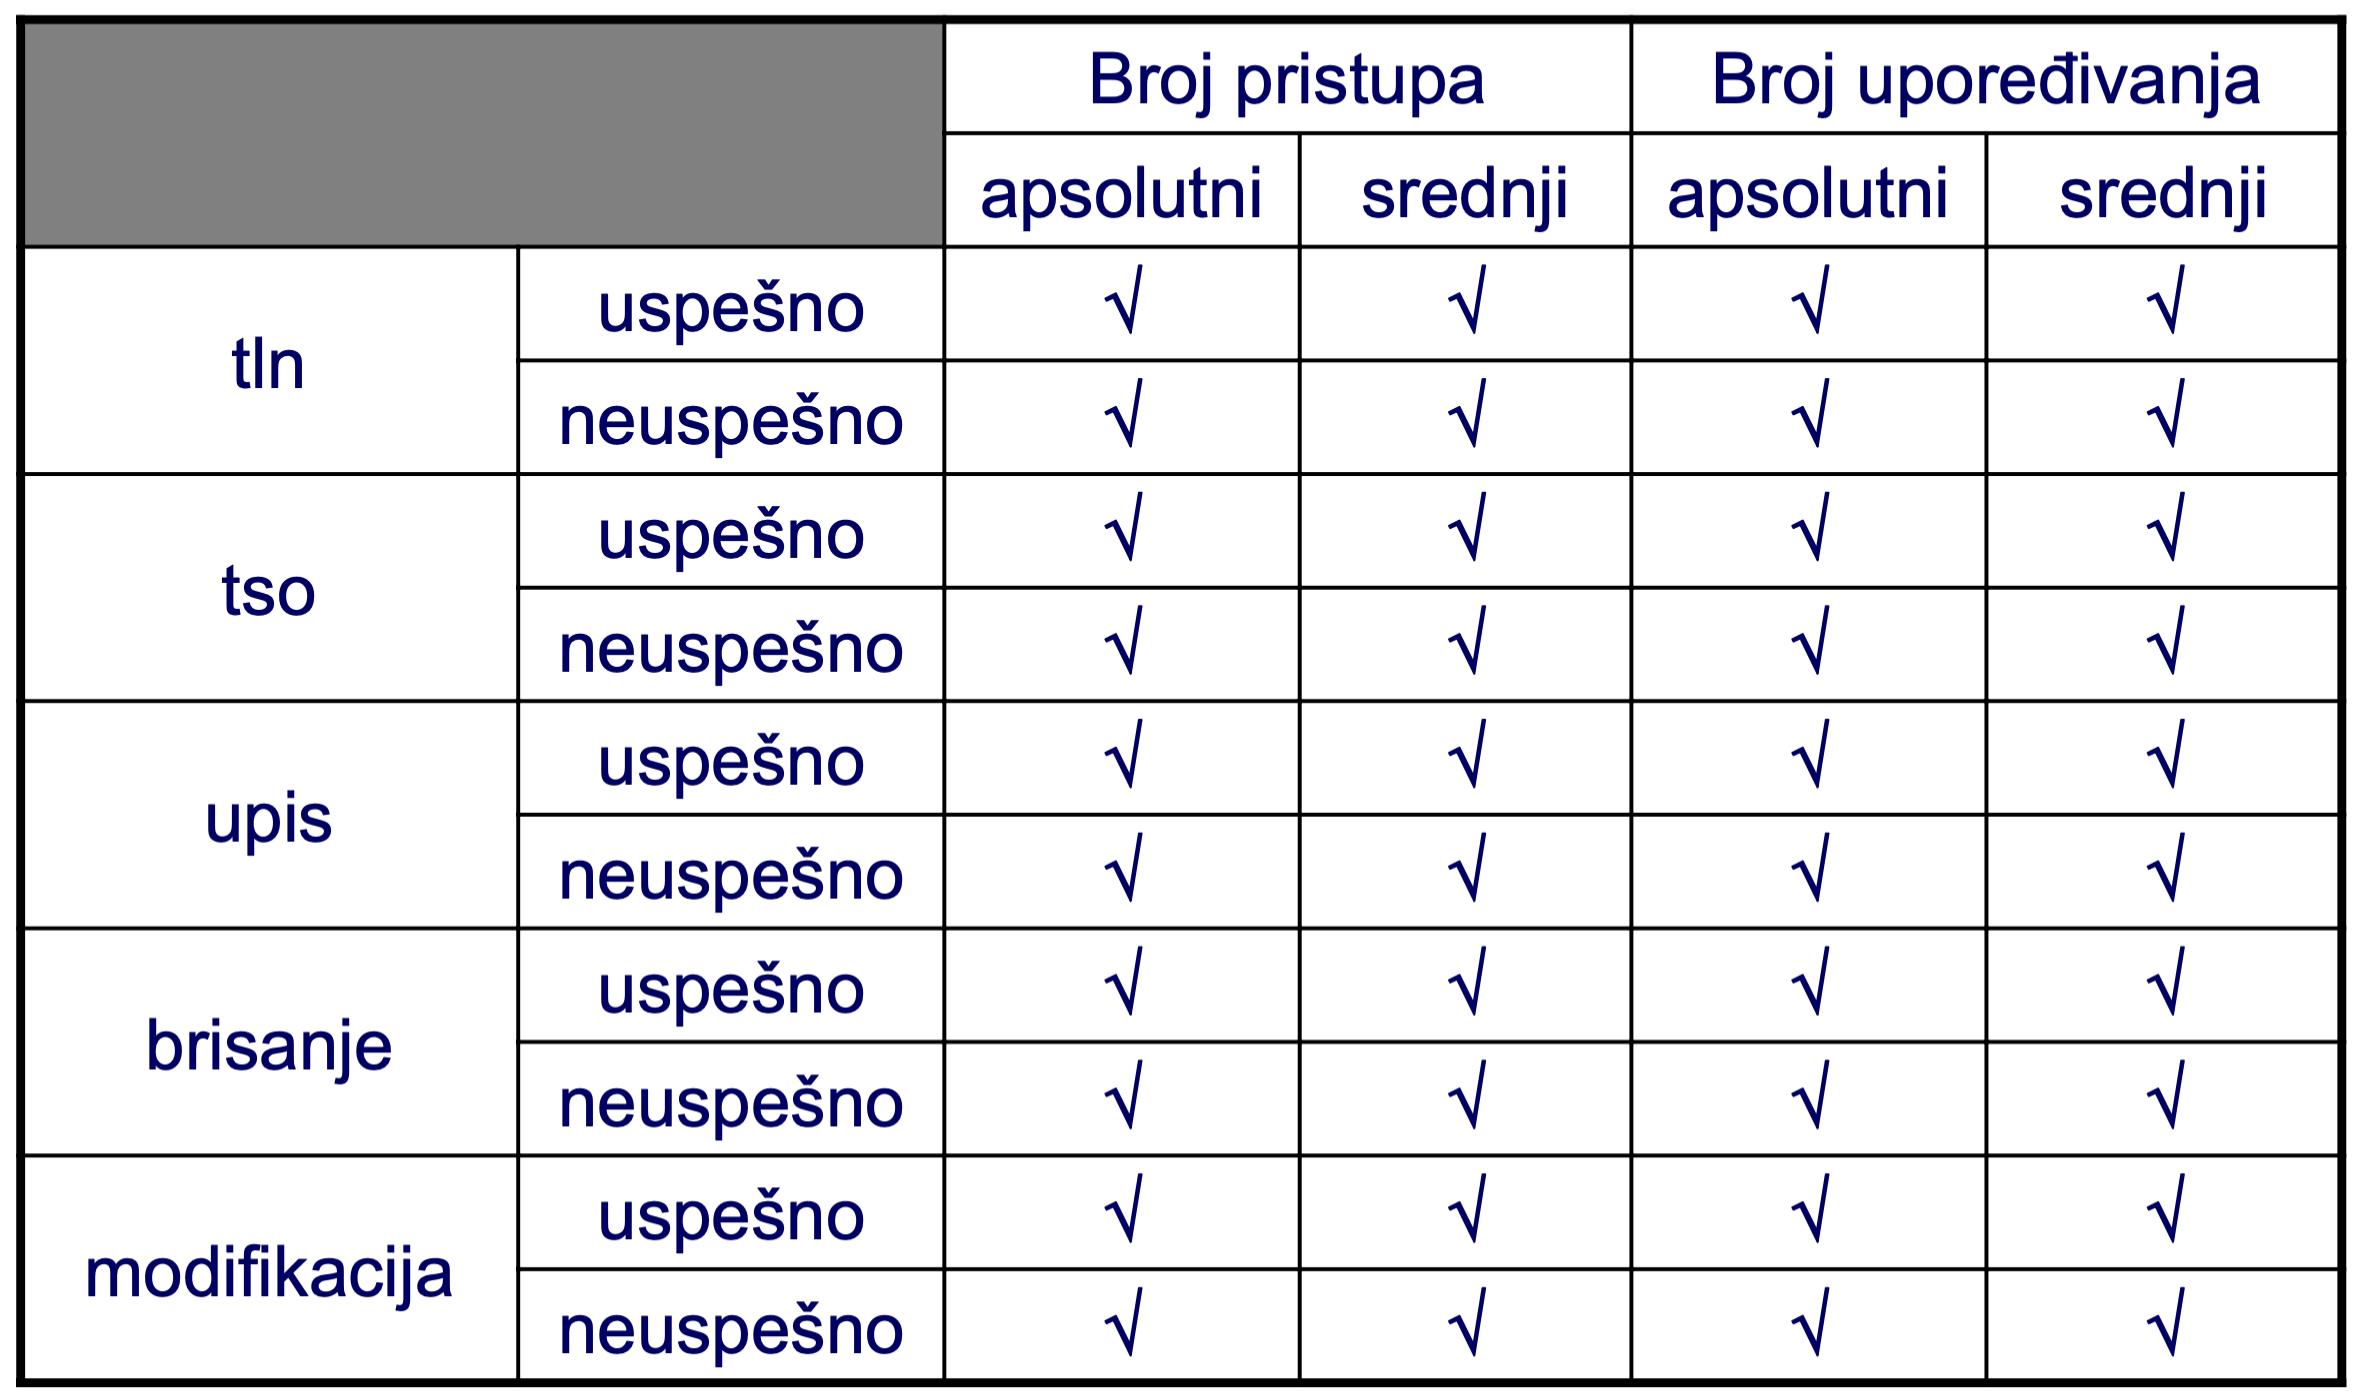 Broj pristupa Broj upoređivanja
apsolutni srednji apsolutni srednji
tln
uspešno √ √ √ √
neuspešno √ √ √ √
tso
uspešno √ √ √ √
neuspešno √ √ √ √
upis
uspešno √ √ √ √
neuspešno √ √ √ √
brisanje
uspešno √ √ √ √
neuspešno √ √ √ √
modifikacija
uspešno √ √ √ √
neuspešno √ √ √ √